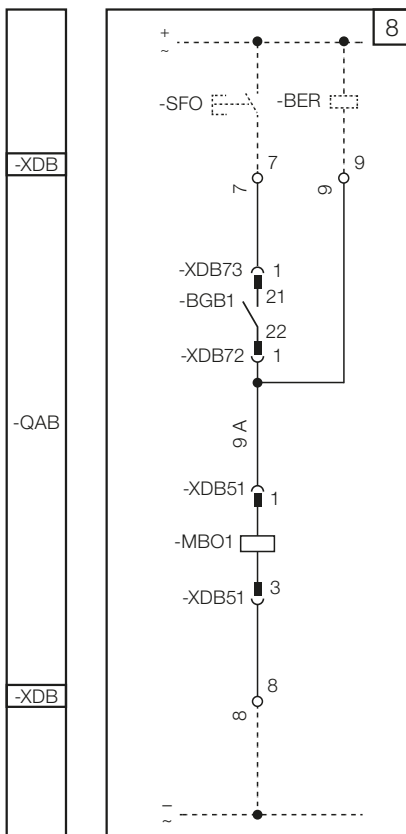 8
+
~
-SFO
-BER
-XDB
7
9
7
9
-XDB73 1
-BGB1 21
22
-XDB72 1
-QAB
9 A
-XDB51
1
-MBO1
-XDB51 3
-XDB
8
8
–
~